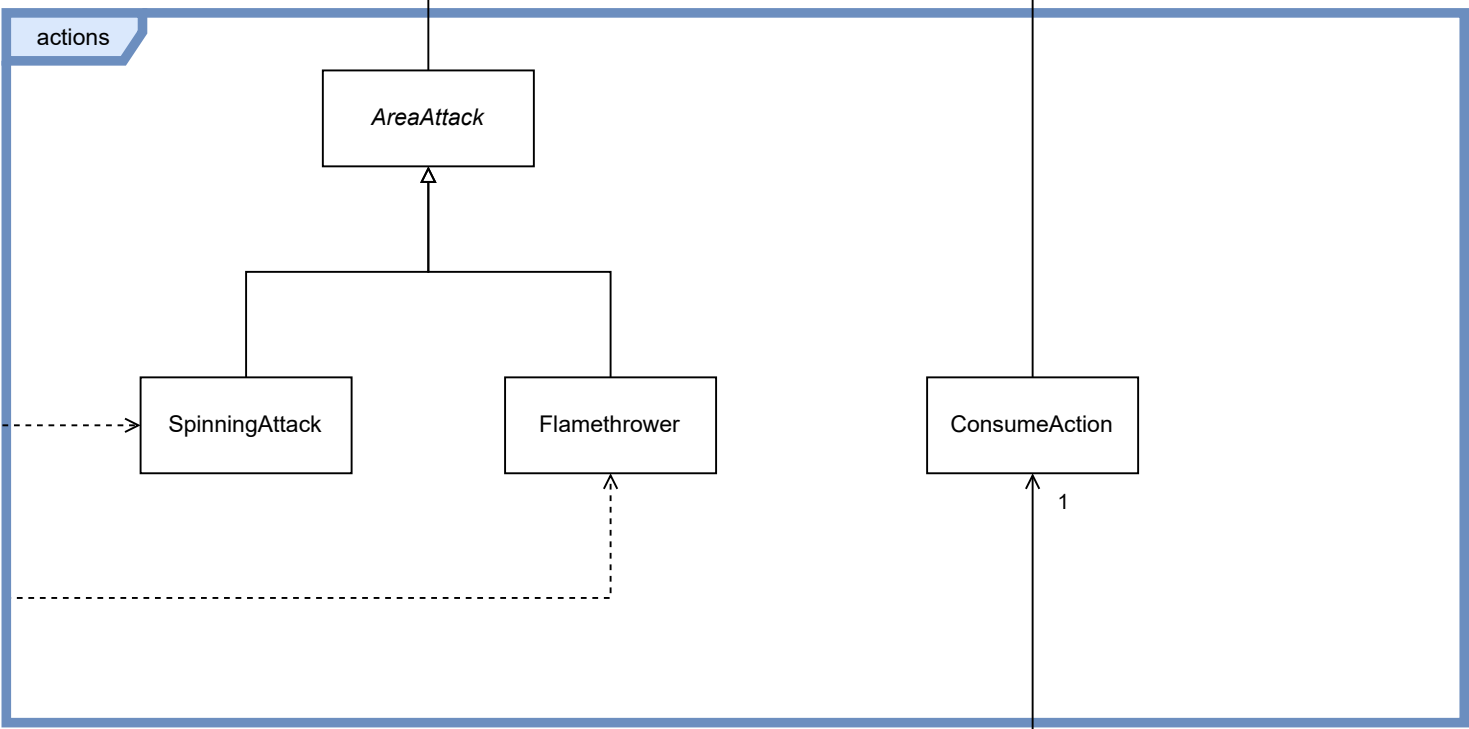 actions
AreaAttack
SpinningAttack
Flamethrower
ConsumeAction
1